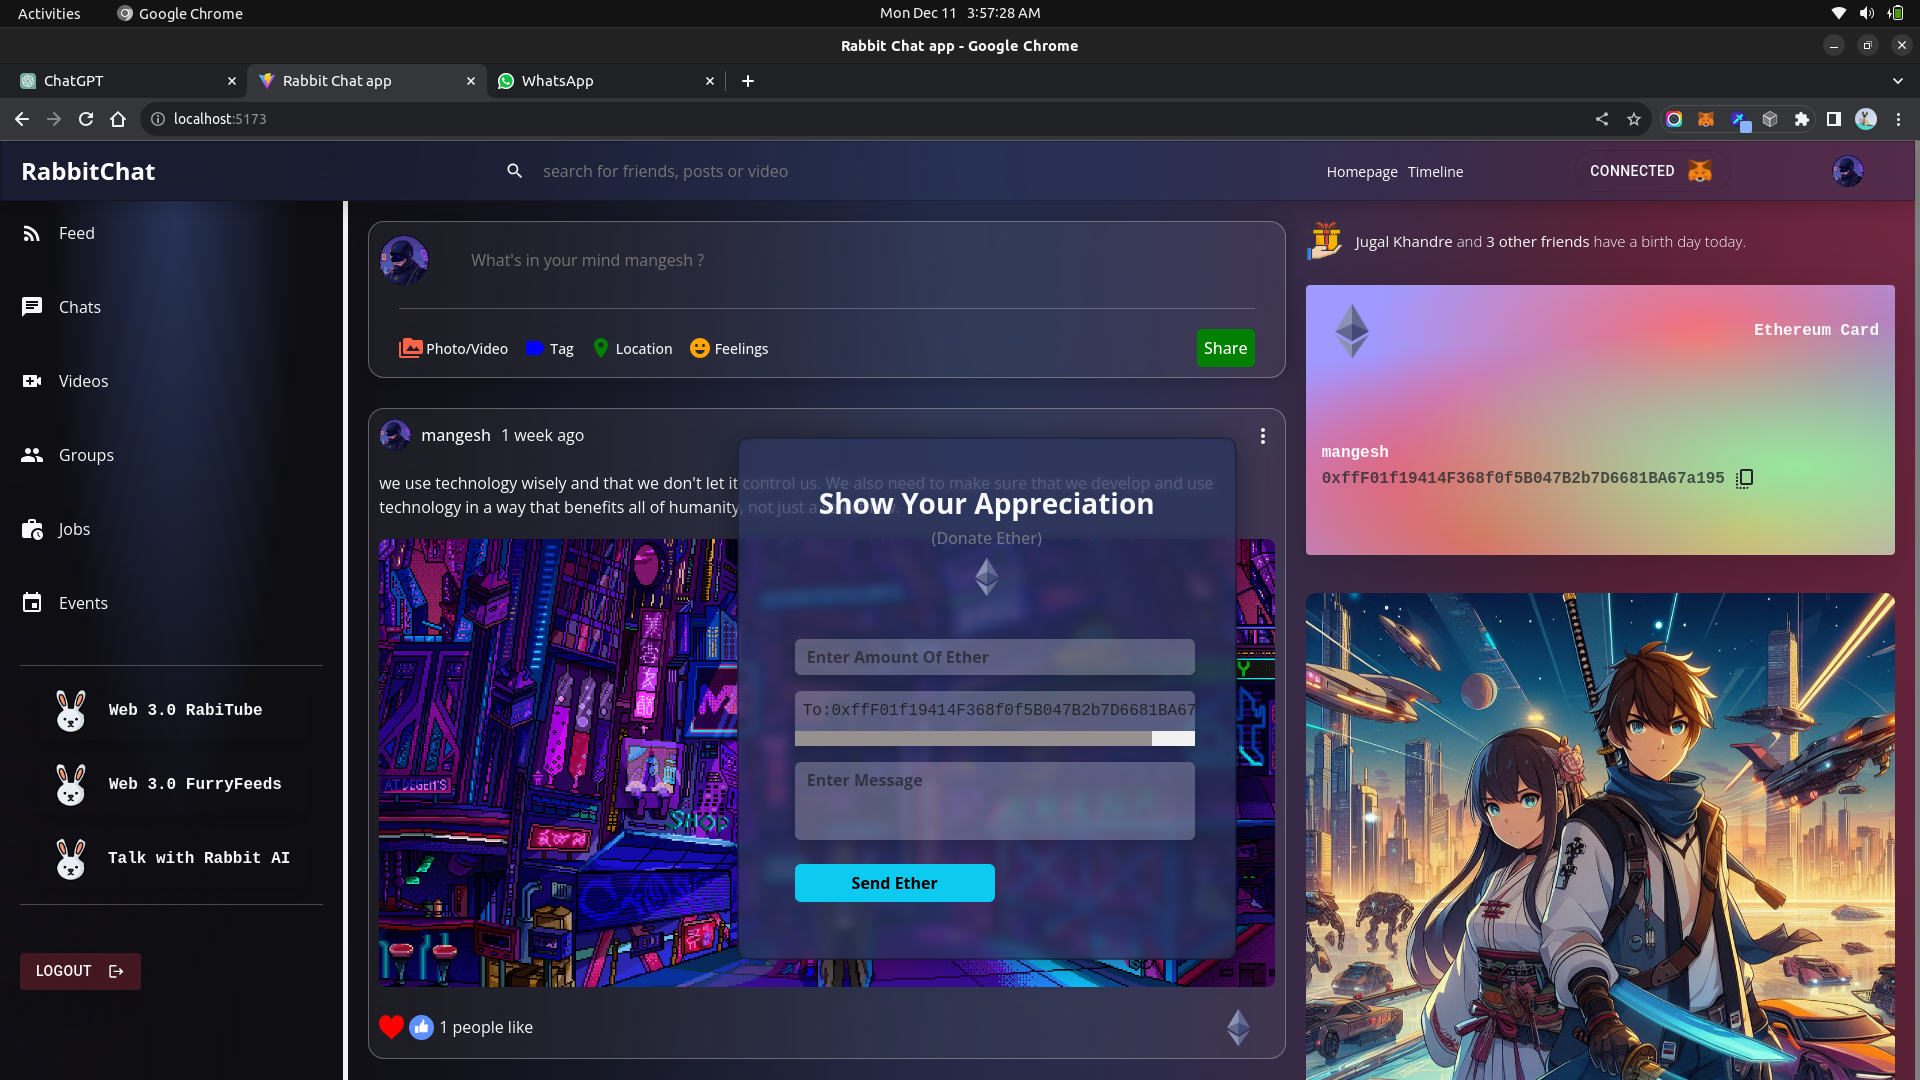 Activities
Google Chrome
Mon Dec 11 3:57:28 AM
Rabbit Chat app - Google Chrome
ChatGPT
Rabbit Chat app
WhatsApp
localhost:5173
RabbitChat
search for friends, posts or video
Homepage
Timeline
CONNECTED
Feed
Chats
Videos
Groups
Jobs
Events
Web 3.0 RabiTube
Web 3.0 FurryFeeds
Talk with Rabbit AI
LOGOUT
What's in your mind mangesh ?
Photo/Video
Tag
Location
Feelings
Share
mangesh 1 week ago
we use technology wisely and that we don't let it control us. We also need to make sure that we develop and use
technology in a way that benefits all of humanity, not just a
SHOP
Show Your Appreciation
(Donate Ether)
Enter Amount Of Ether
To:0xffF01f19414F368f0f5B047B2b7D6681BA67
Enter Message
Send Ether
1 people like
Jugal Khandre and 3 other friends have a birth day today.
Ethereum Card
mangesh
0xffF01f19414F368f0f5B047B2b7D6681BA67a195